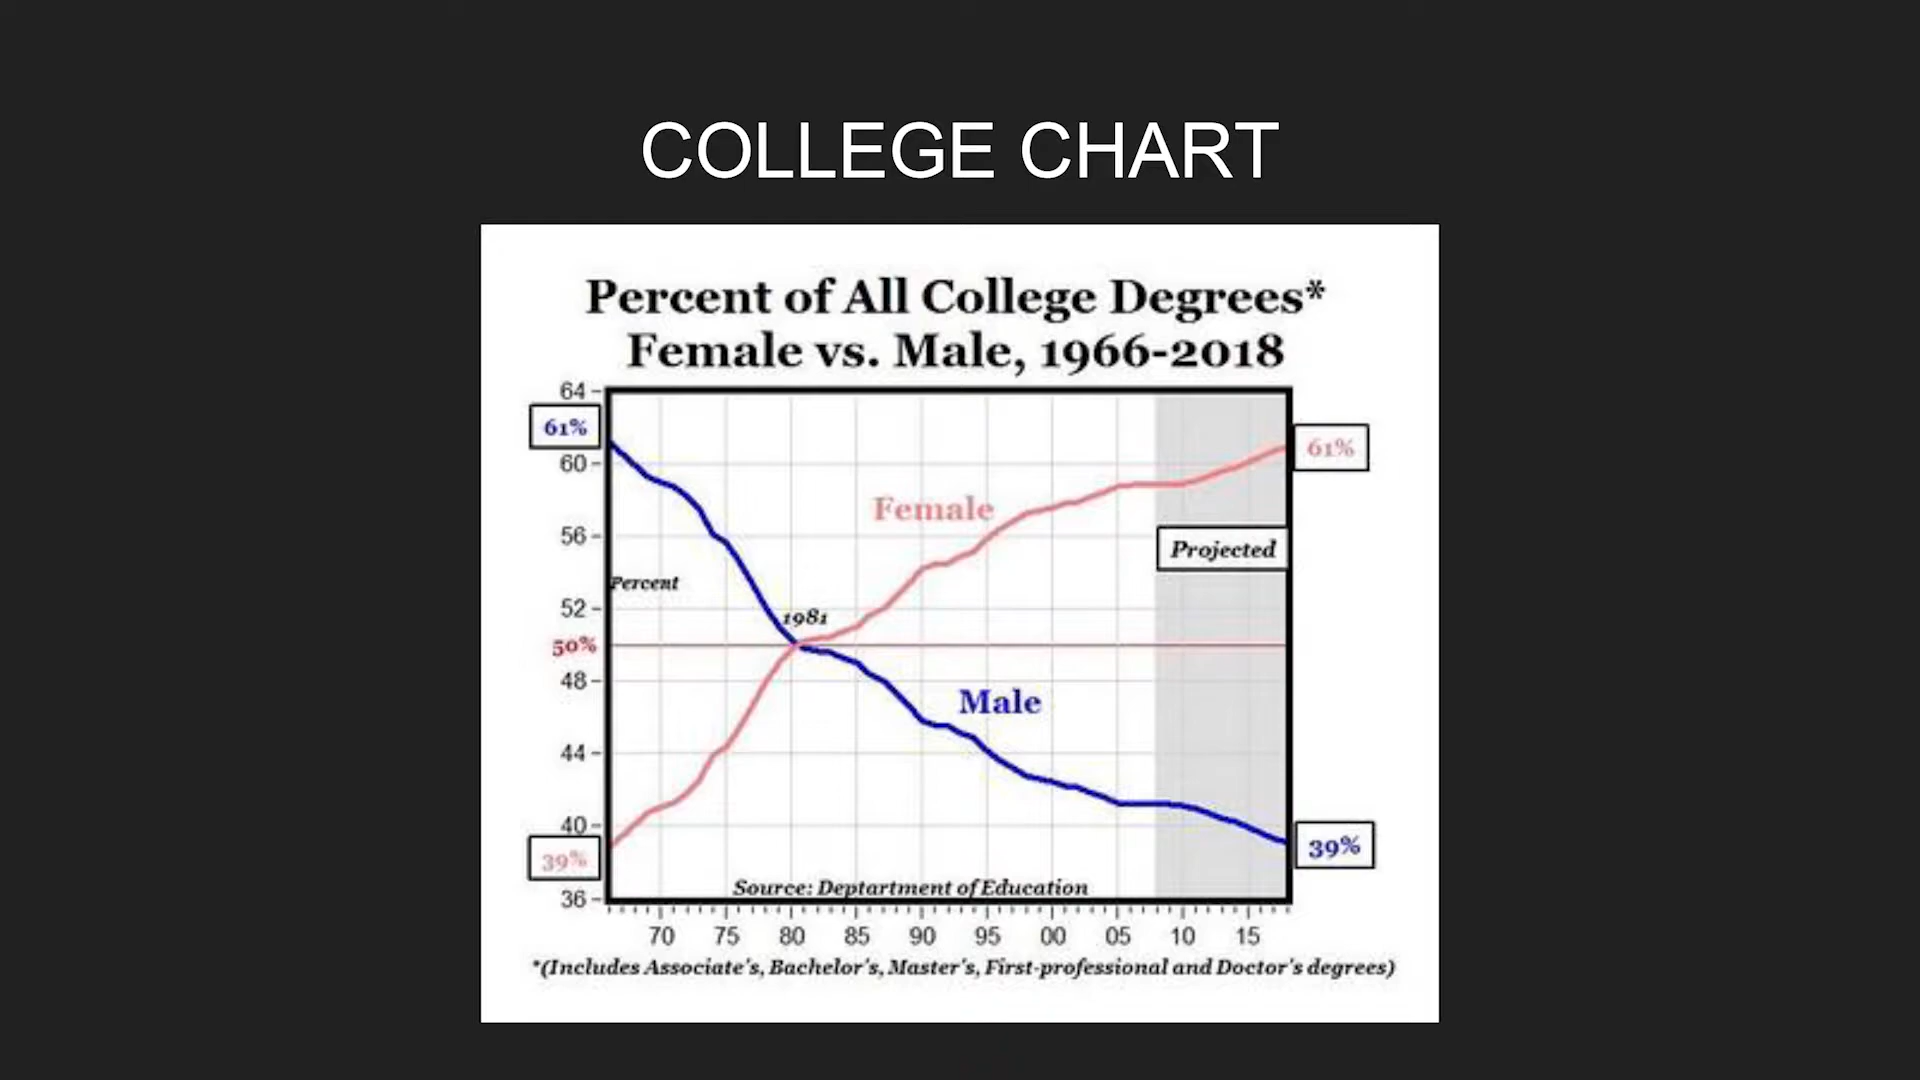 COLLEGE CHART
Percent of All College Degrees*
Female vs. Male, 1966-2018
64
61%
60
61%
Female
56
Projected
Percent
52
1981
50%
48
Male
44
40
39%
39%
Source: Deptartment of Education
36
70 75 80 85 90 95 00 05 10 15
*(Includes Associate's, Bachelor's, Master's, First-professional and Doctor's degrees)